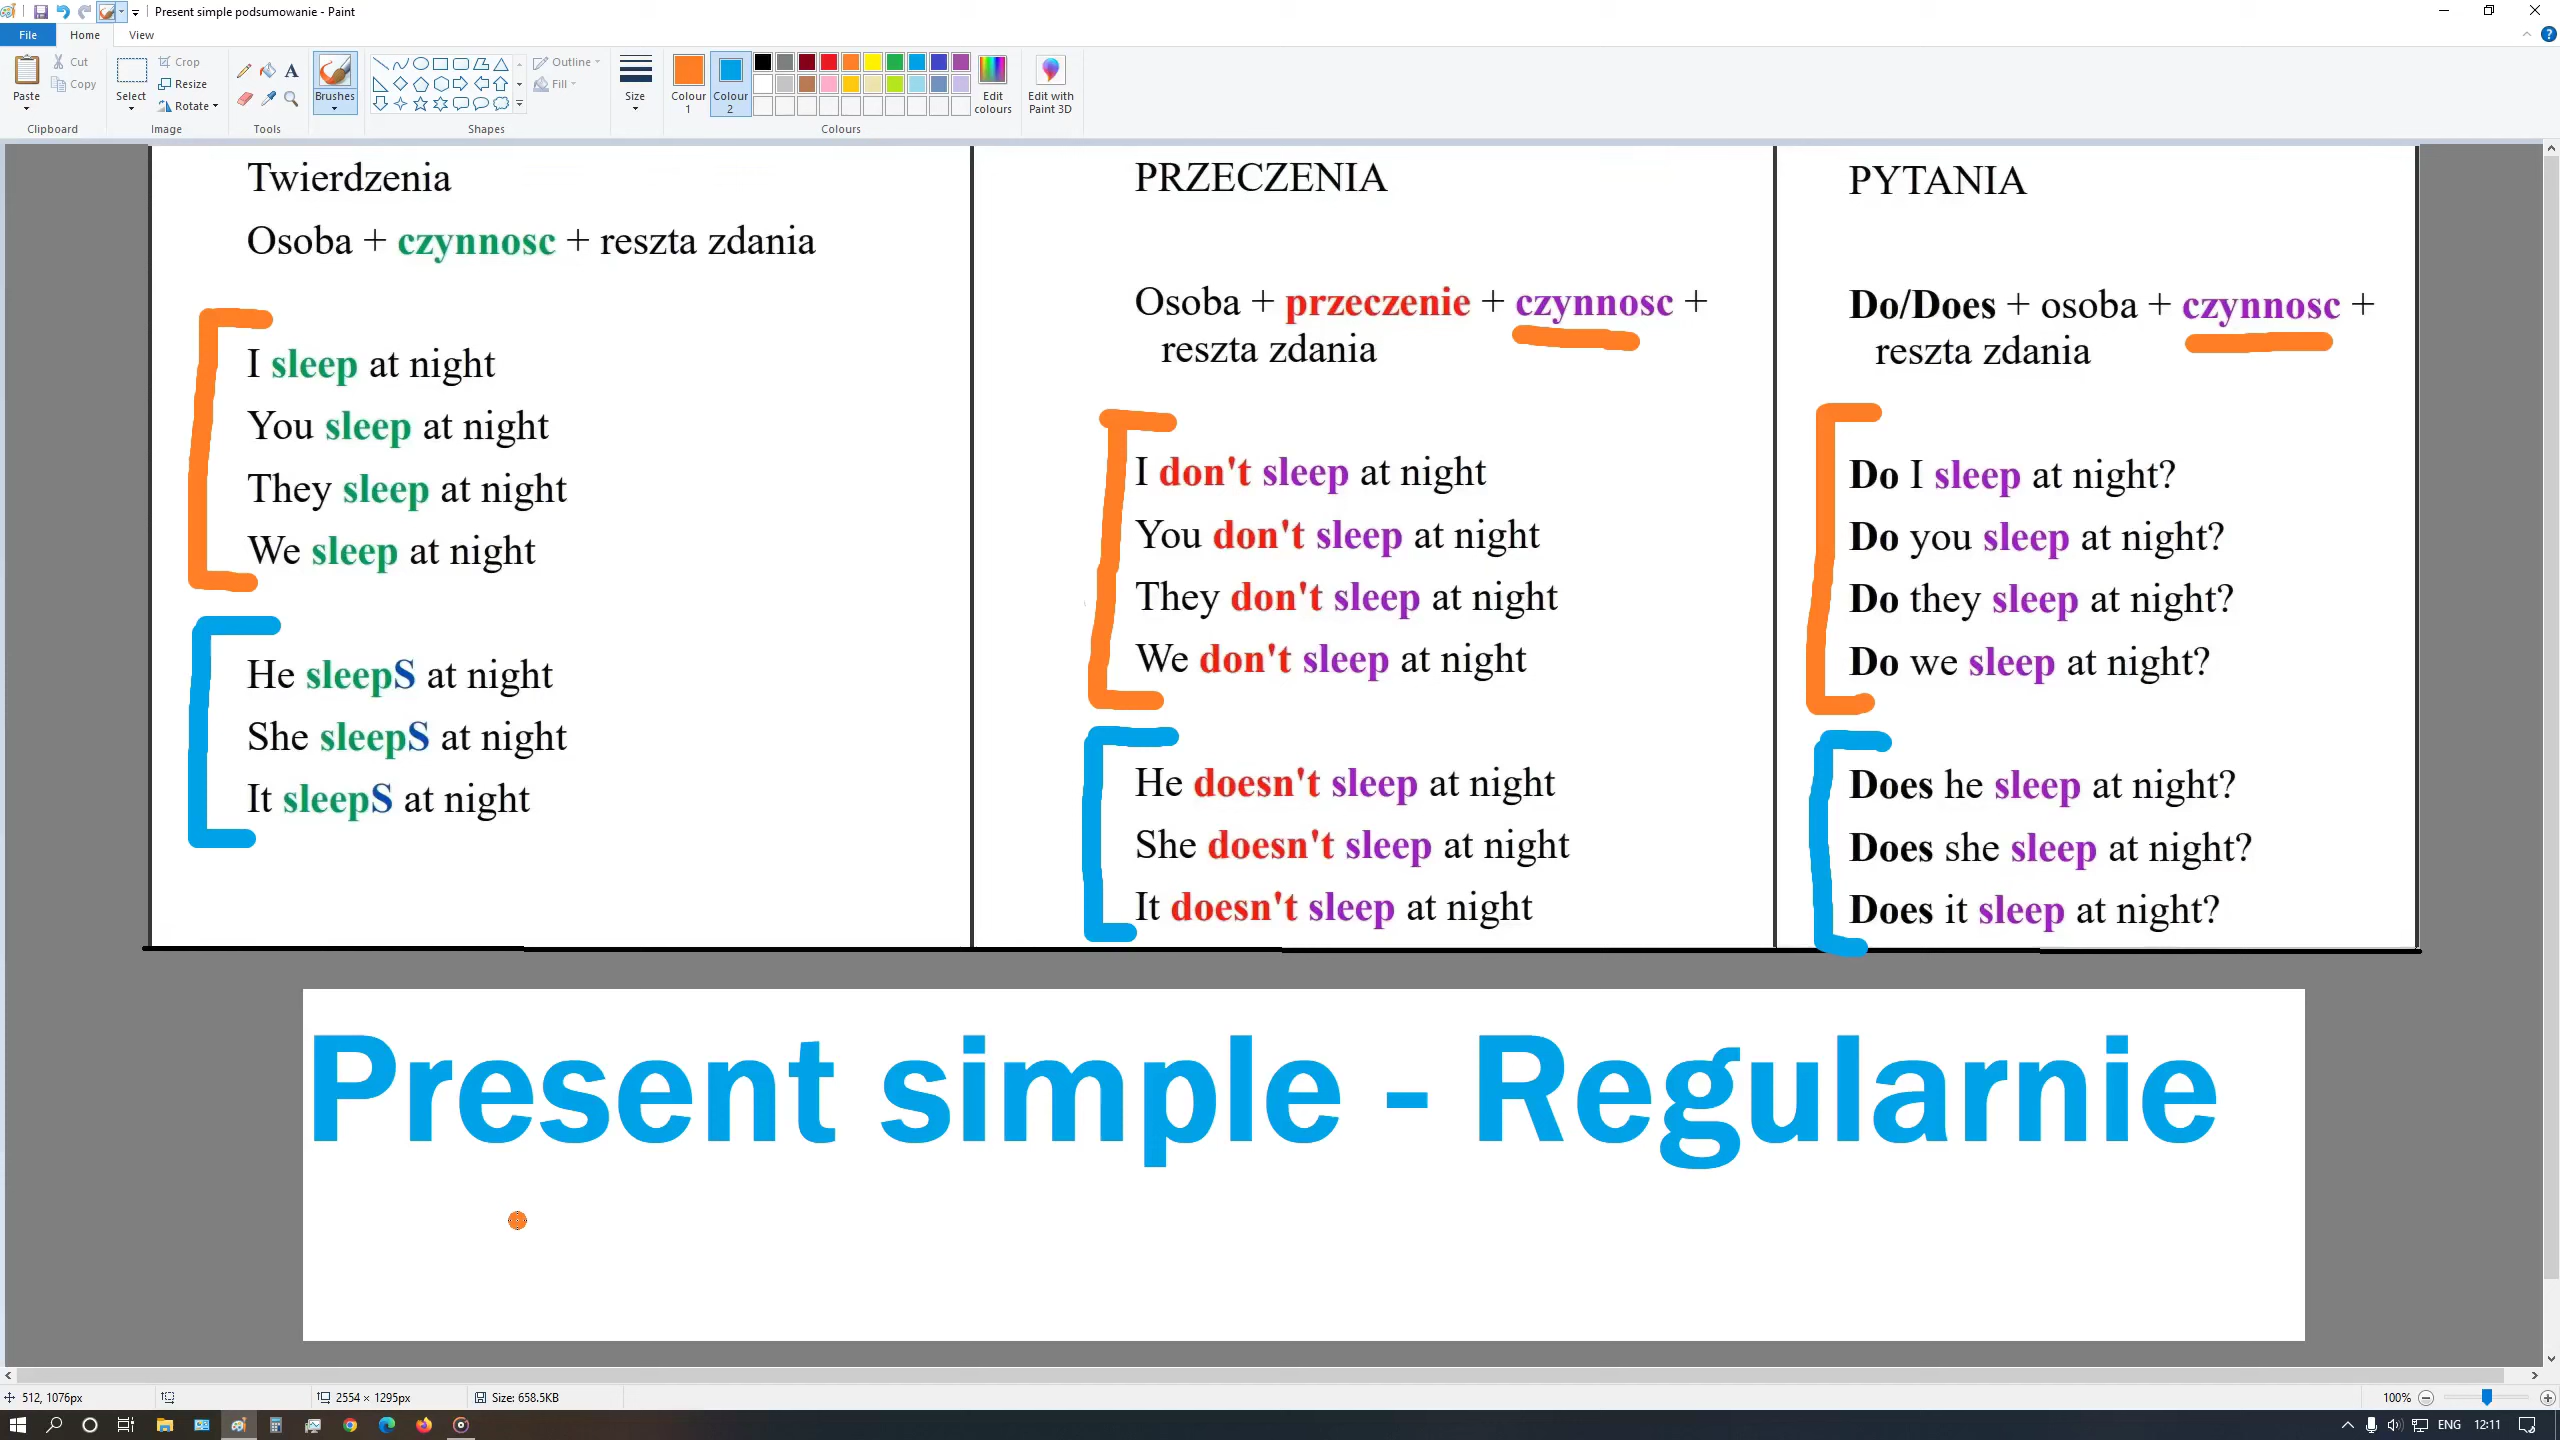 Present simple podsumowanie - Paint
File Home View
Paste
Cut
Copy
Clipboard
Select
Crop
Resize
Rotate
Image
Tools
Brushes
Shapes
Outline
Fill
Size
Colour 1
Colour 2
Edit colours
Colours
Edit with Paint 3D
Twierdzenia
Osoba + czynnosc + reszta zdania
I sleep at night
You sleep at night
They sleep at night
We sleep at night
He sleepS at night
She sleepS at night
It sleepS at night
PRZECZENIA
Osoba + przeczenie + czynnosc +
reszta zdania
I don't sleep at night
You don't sleep at night
They don't sleep at night
We don't sleep at night
He doesn't sleep at night
She doesn't sleep at night
It doesn't sleep at night
PYTANIA
Do/Does + osoba + czynnosc +
reszta zdania
Do I sleep at night?
Do you sleep at night?
Do they sleep at night?
Do we sleep at night?
Does he sleep at night?
Does she sleep at night?
Does it sleep at night?
Present simple - Regularnie
512, 1076px
2554 × 1295px
Size: 658.5KB
100%
ENG 12:11